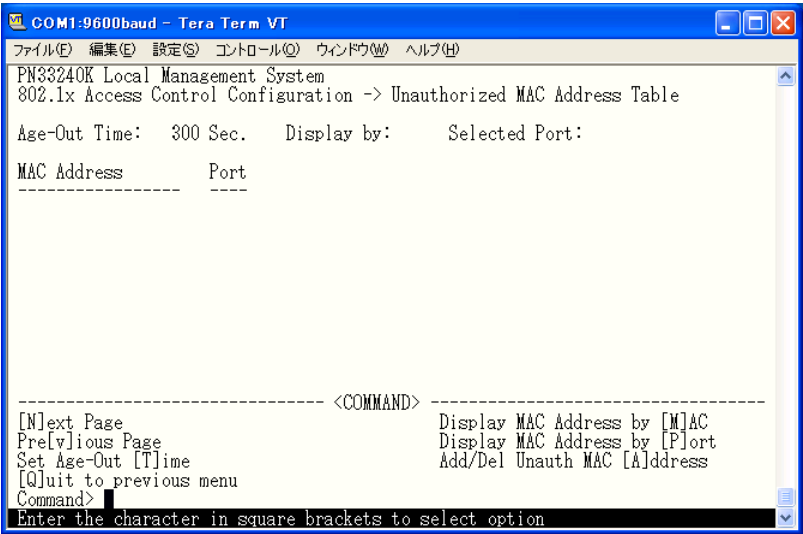 COM1:9600baud - Tera Term VT
ファイル(F) 編集(E) 設定(S) コントロール(O) ウィンドウ(W) ヘルプ(H)
PN33240K Local Management System
802.1x Access Control Configuration -> Unauthorized MAC Address Table
Age-Out Time: 300 Sec. Display by: Selected Port:
MAC Address Port
----------------- ----
--------------------------------- <COMMAND> -----------------------------------
[N]ext Page Display MAC Address by [M]AC
Pre[v]ious Page Display MAC Address by [P]ort
Set Age-Out [T]ime Add/Del Unauth MAC [A]ddress
[Q]uit to previous menu
Command>
Enter the character in square brackets to select option